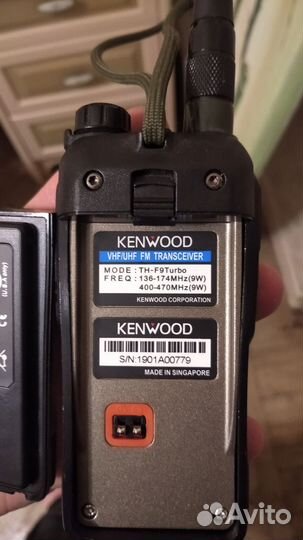 KENWOOD
VHF/UHF FM TRANSCEIVER
MODE : TH-F9Turbo
FREQ : 136-174MHz(9W)
400-470MHz(9W)
KENWOOD CORPORATION
KENWOOD
S/N:1901A00779
MADE IN SINGAPORE
Avito